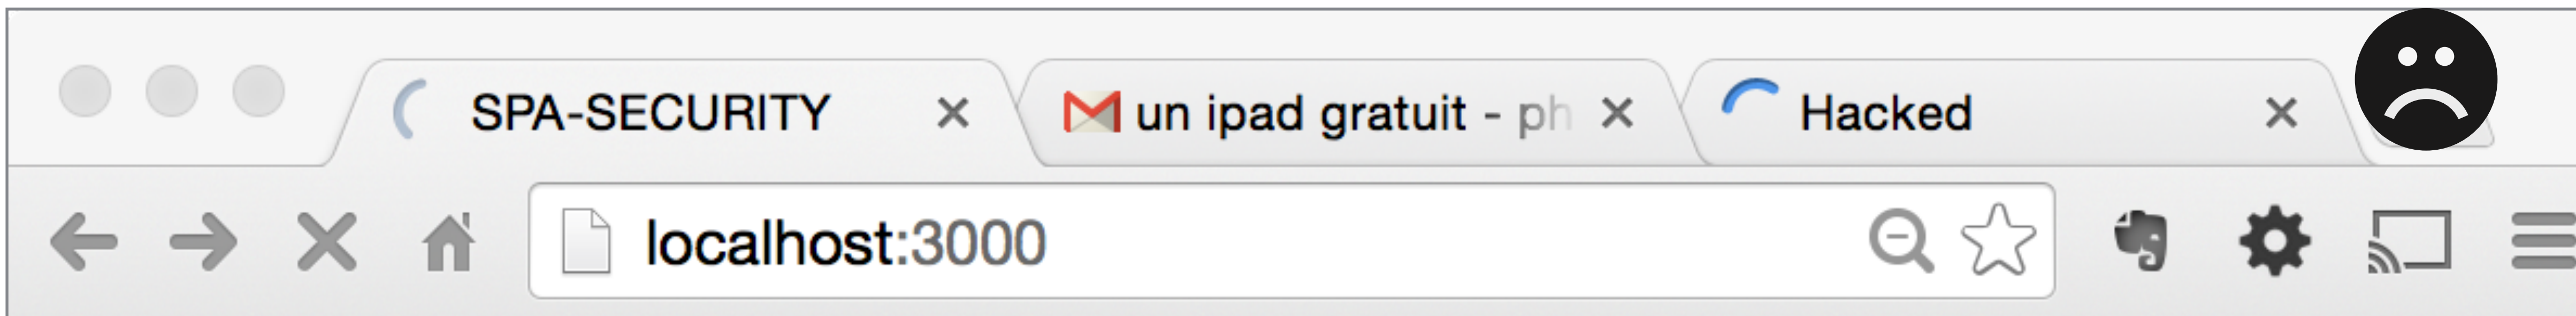 SPA-SECURITY
un ipad gratuit - ph
Hacked
localhost:3000